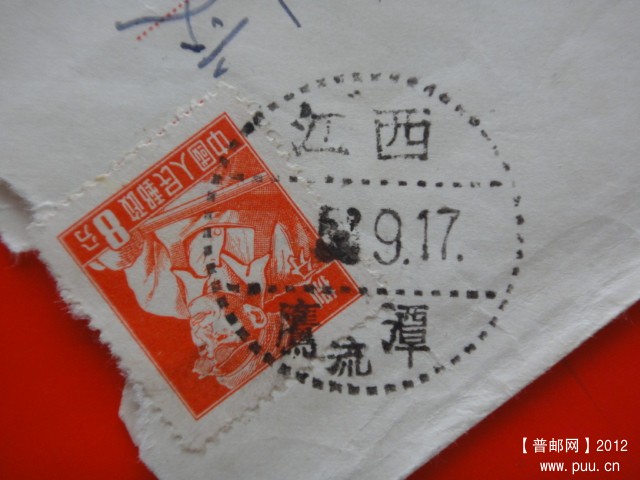 江西
9.17.
鹰潭
流
中國人民郵政
8分
【普邮网】2012
www.puu.cn